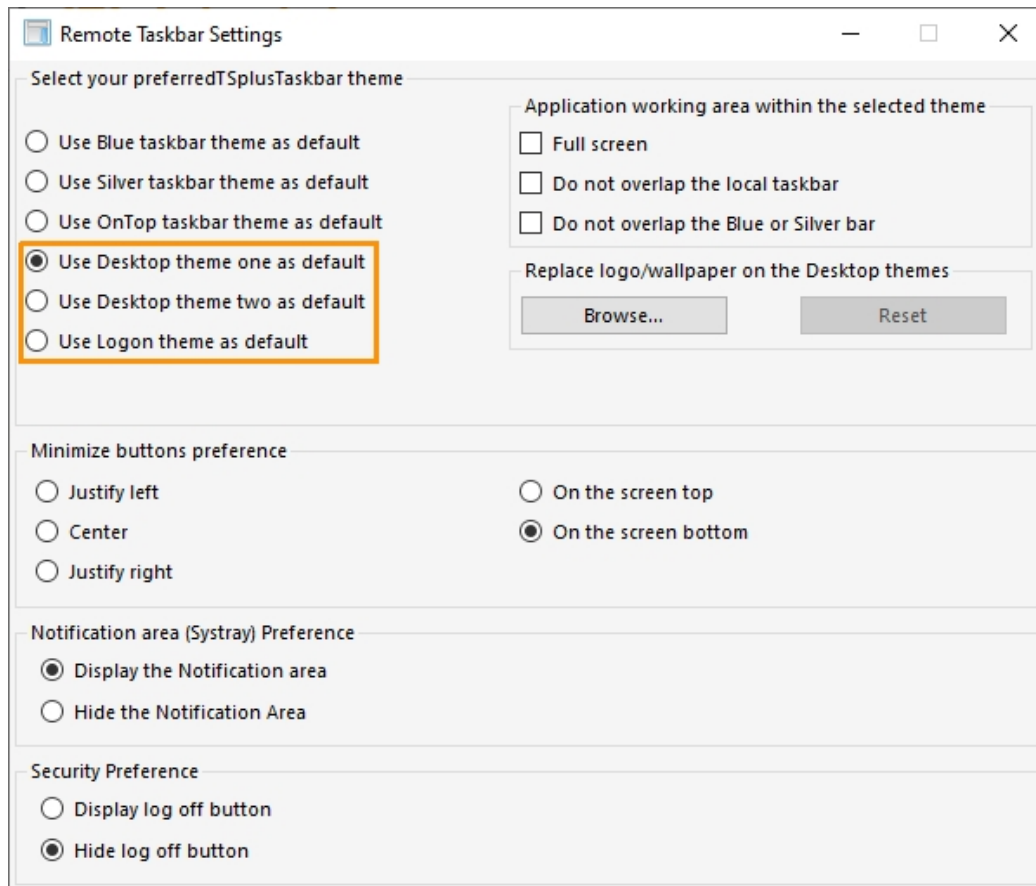 Remote Taskbar Settings
Select your preferredTSplusTaskbar theme
Use Blue taskbar theme as default
Use Silver taskbar theme as default
Use OnTop taskbar theme as default
Use Desktop theme one as default
Use Desktop theme two as default
Use Logon theme as default
Application working area within the selected theme
Full screen
Do not overlap the local taskbar
Do not overlap the Blue or Silver bar
Replace logo/wallpaper on the Desktop themes
Browse... Reset
Minimize buttons preference
Justify left
Center
Justify right
On the screen top
On the screen bottom
Notification area (Systray) Preference
Display the Notification area
Hide the Notification Area
Security Preference
Display log off button
Hide log off button